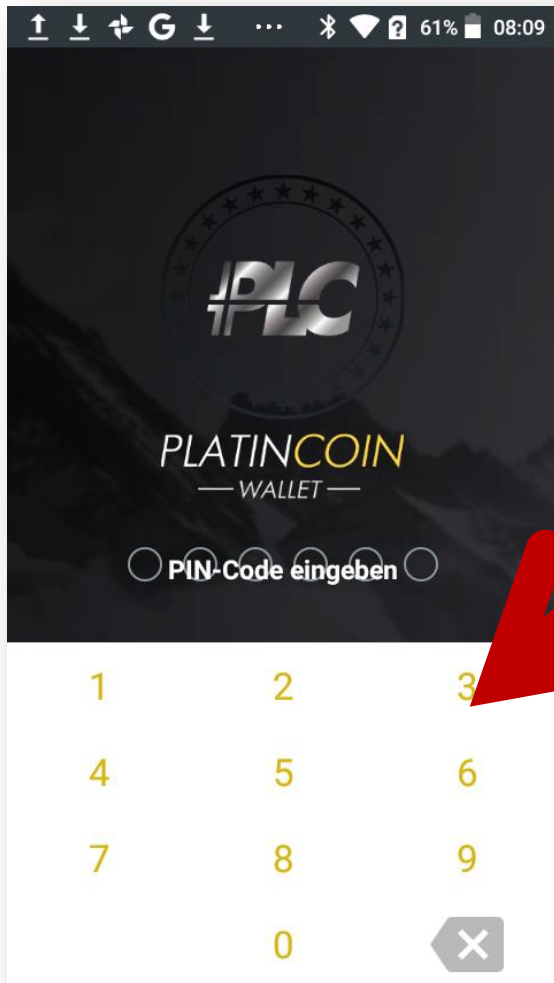 G ... ? 61% 08:09
PLC
PLATINCOIN
WALLET
PIN-Code eingeben
1 2 3
4 5 6
7 8 9
0